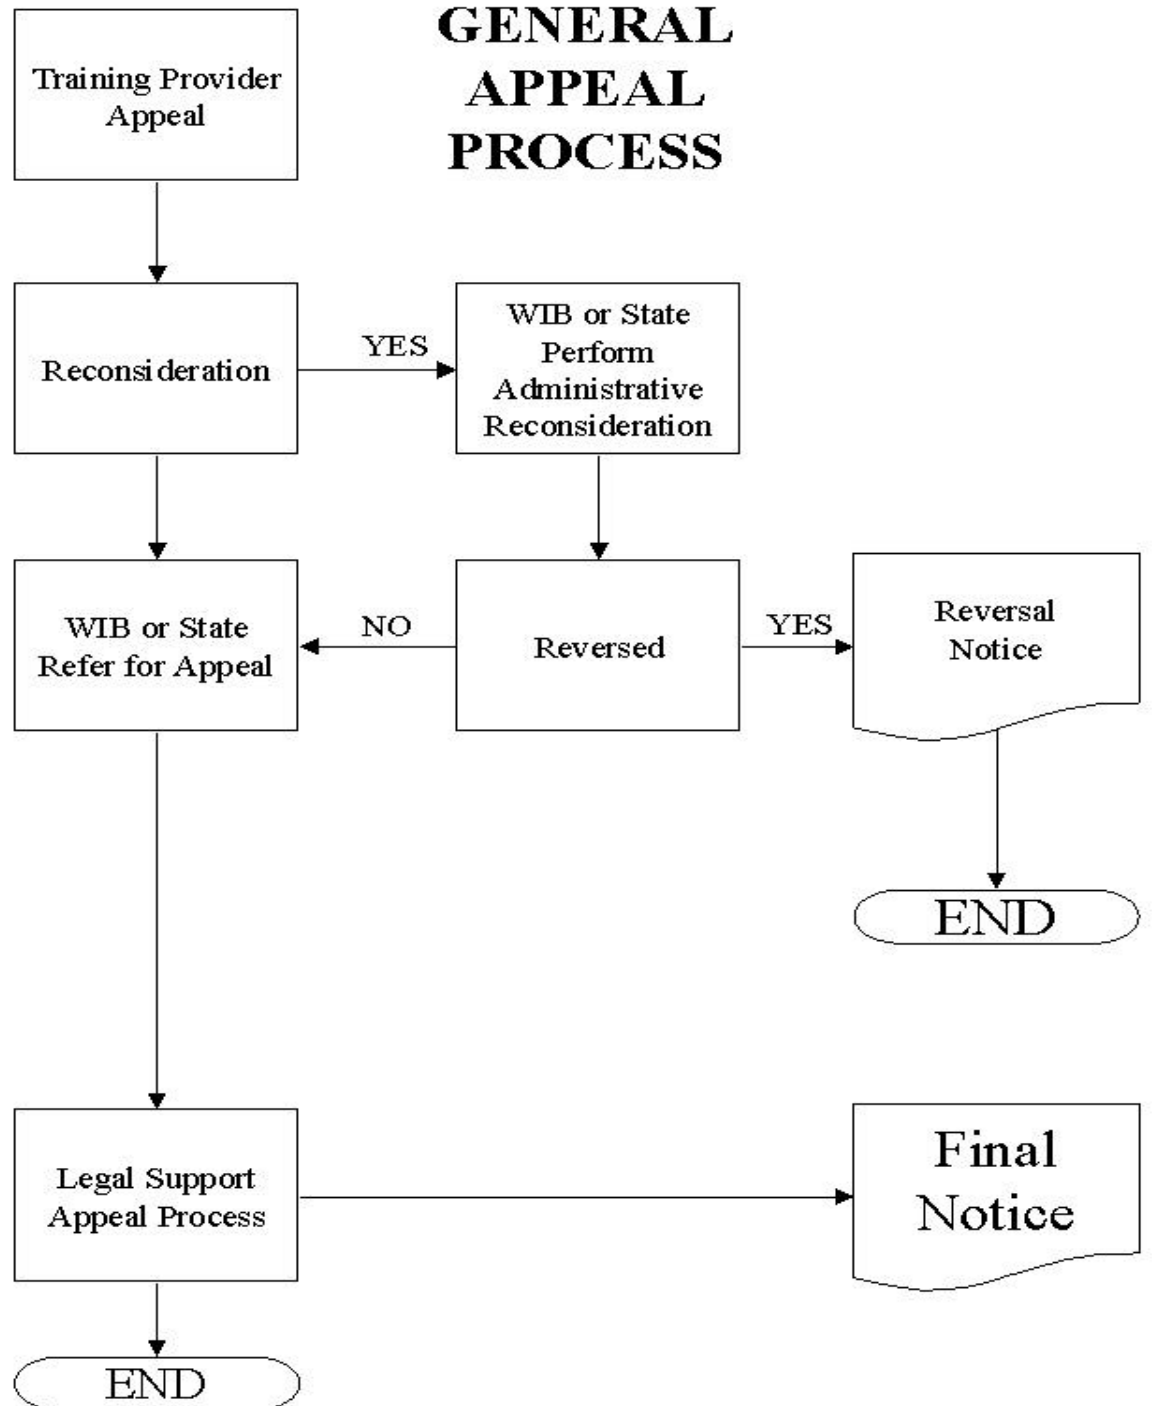 GENERAL
APPEAL
PROCESS
Training Provider
Appeal
Reconsideration
YES
WIB or State
Perform
Administrative
Reconsideration
WIB or State
Refer for Appeal
NO
Reversed
YES
Reversal
Notice
END
Legal Support
Appeal Process
Final
Notice
END